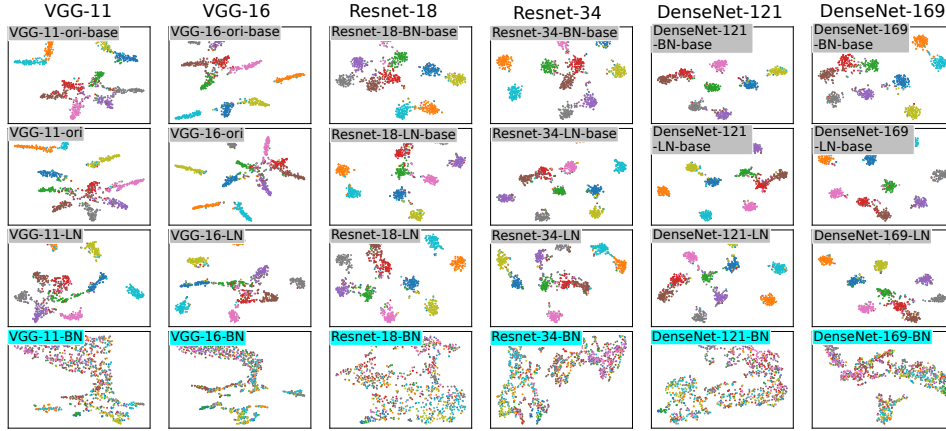 VGG-11 VGG-16 Resnet-18 Resnet-34 DenseNet-121 DenseNet-169
VGG-11-ori-base VGG-16-ori-base Resnet-18-BN-base Resnet-34-BN-base DenseNet-121 DenseNet-169
-BN-base -BN-base
VGG-11-ori VGG-16-ori Resnet-18-LN-base Resnet-34-LN-base DenseNet-121 DenseNet-169
-LN-base -LN-base
VGG-11-LN VGG-16-LN Resnet-18-LN Resnet-34-LN DenseNet-121-LN DenseNet-169-LN
VGG-11-BN VGG-16-BN Resnet-18-BN Resnet-34-BN DenseNet-121-BN DenseNet-169-BN